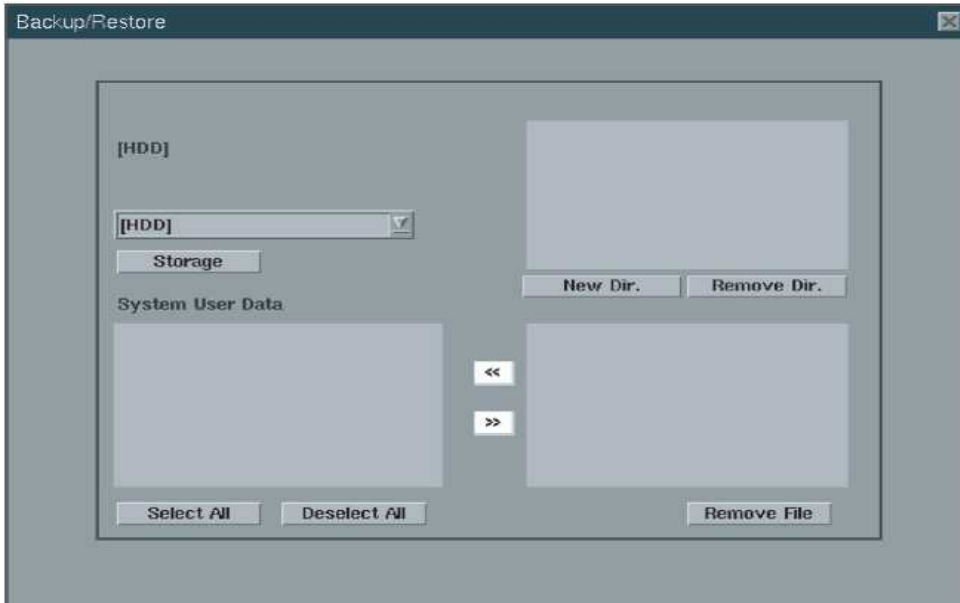 Backup/Restore
[HDD]
[HDD]
Storage
New Dir.
Remove Dir.
System User Data
<<
>>
Select All
Deselect All
Remove File